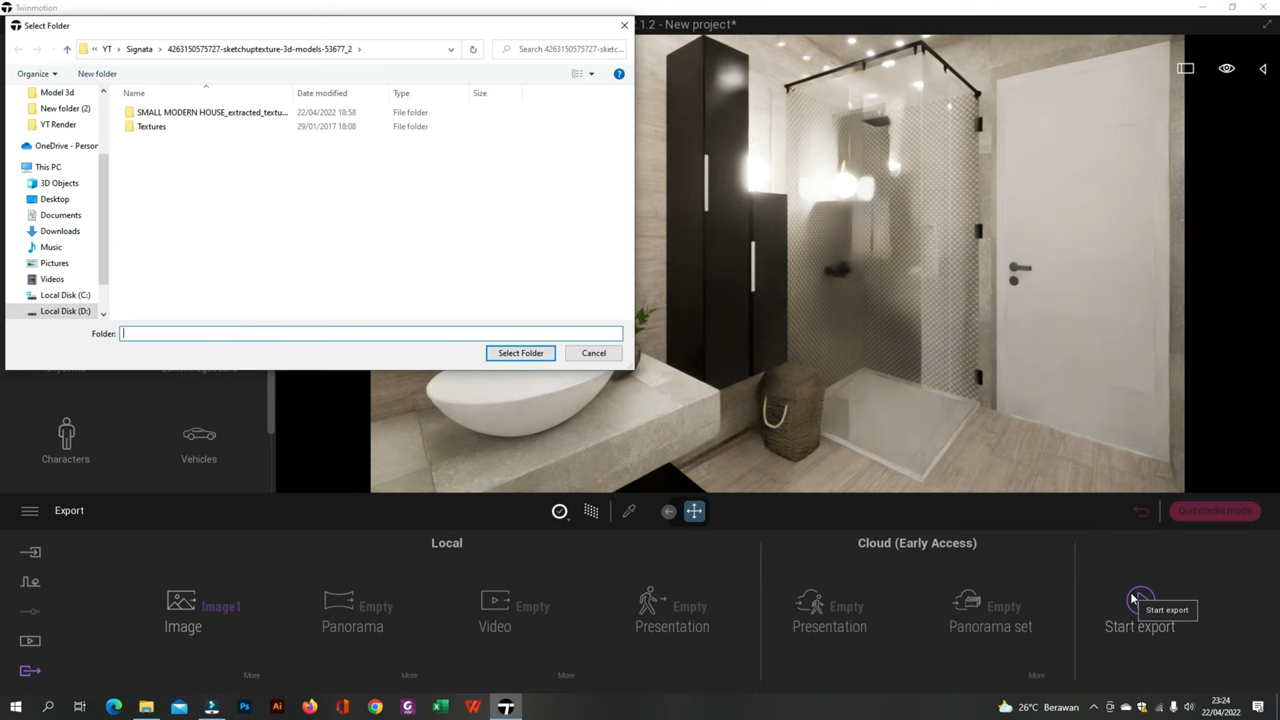 Twinmotion
Select Folder
.1.2 - New project*
« YT > Signata > 4263150575727-sketchuptexture-3d-models-53677_2 >
Search 4263150575727-sketc...
Organize
New folder
Model 3d
New folder (2)
YT Render
OneDrive - Person
This PC
3D Objects
Desktop
Documents
Downloads
Music
Pictures
Videos
Local Disk (C:)
Local Disk (D:)
Name
Date modified
Type
Size
SMALL MODERN HOUSE_extracted_textu...
22/04/2022 18:58
File folder
Textures
29/01/2017 18:08
File folder
Folder:
Select Folder
Cancel
Characters
Vehicles
Export
Quit media mode
Local
Cloud (Early Access)
Image1
Image
Empty
Panorama
Empty
Video
Empty
Presentation
Empty
Presentation
Empty
Panorama set
Start export
Start export
More
More
More
More
26°C Berawan
23:24
22/04/2022